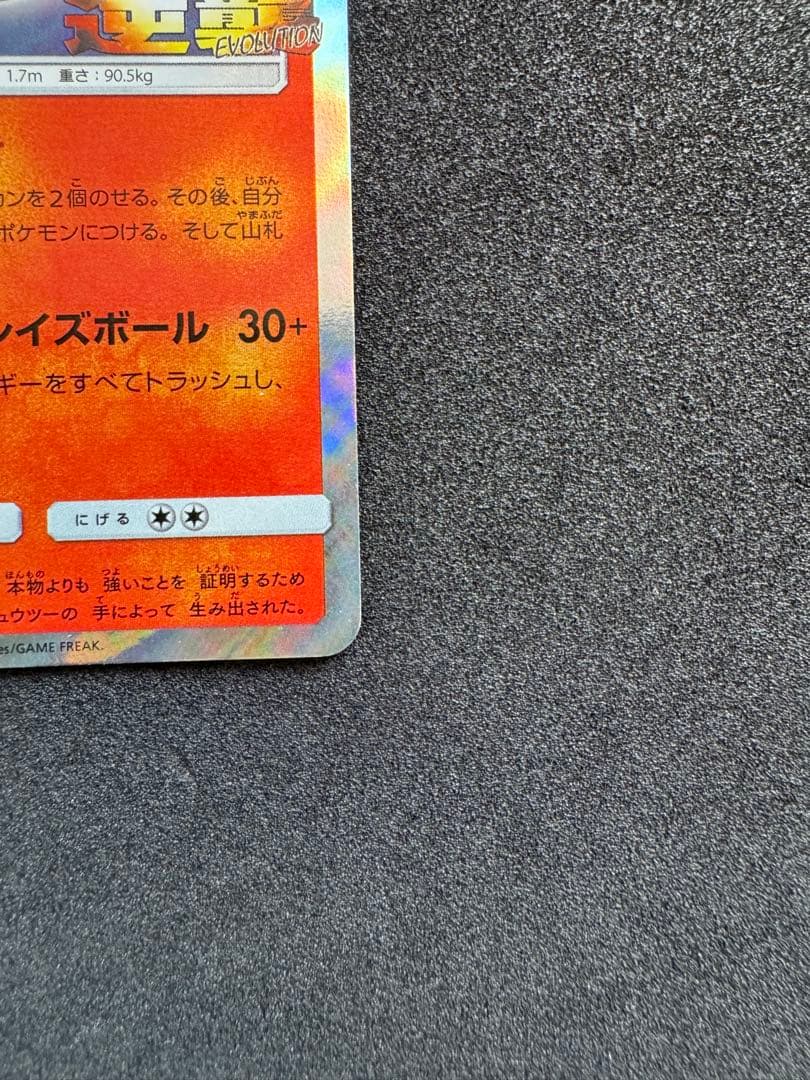 逆襲
EVOLUTION
1.7m 重さ：90.5kg
ンを2個のせる。その後、自分
ポケモンにつける。そして山札
レイズボール 30+
ギーをすべてトラッシュし、
にげる
本物よりも 強いことを 証明するため
ュウツーの 手によって 生み出された。
es/GAME FREAK.